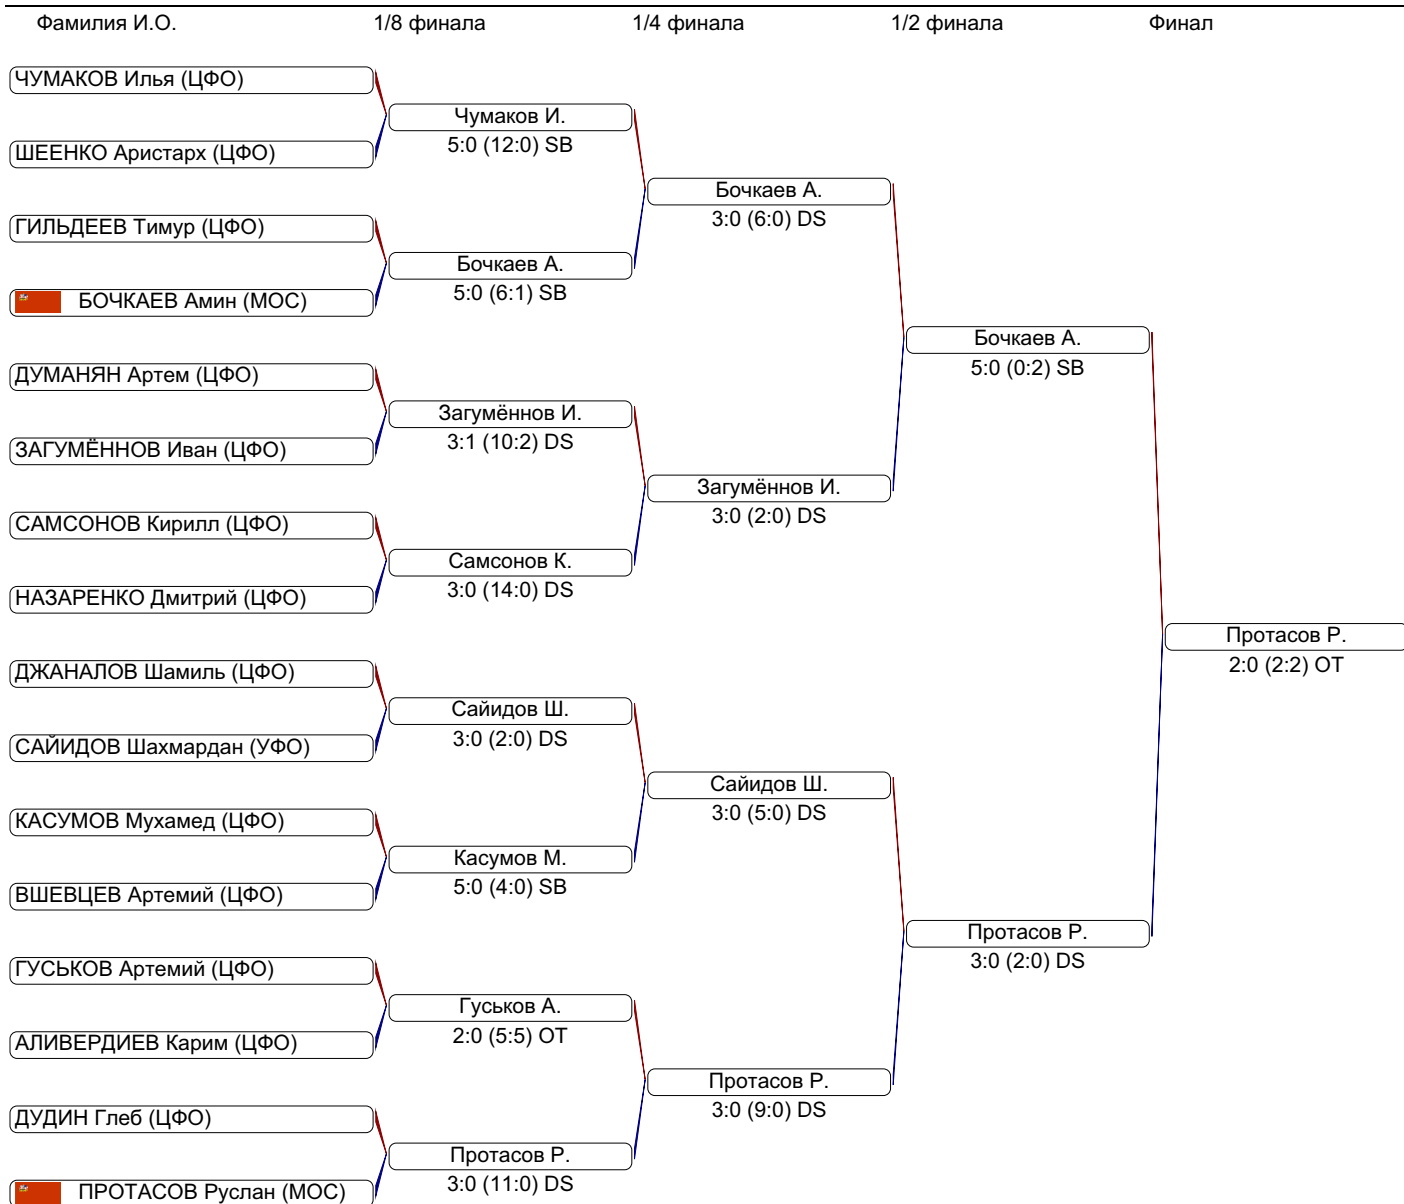 Фамилия И.О. 1/8 финала 1/4 финала 1/2 финала Финал
ЧУМАКОВ Илья (ЦФО)
Чумаков И.
5:0 (12:0) SB
ШЕЕНКО Аристарх (ЦФО)
Бочкаев А.
3:0 (6:0) DS
ГИЛЬДЕЕВ Тимур (ЦФО)
Бочкаев А.
5:0 (6:1) SB
БОЧКАЕВ Амин (МОС)
Бочкаев А.
5:0 (0:2) SB
ДУМАНЯН Артем (ЦФО)
Загумённов И.
3:1 (10:2) DS
ЗАГУМЁННОВ Иван (ЦФО)
Загумённов И.
3:0 (2:0) DS
САМСОНОВ Кирилл (ЦФО)
Самсонов К.
3:0 (14:0) DS
НАЗАРЕНКО Дмитрий (ЦФО)
Протасов Р.
2:0 (2:2) OT
ДЖАНАЛОВ Шамиль (ЦФО)
Сайидов Ш.
3:0 (2:0) DS
САЙИДОВ Шахмардан (УФО)
Сайидов Ш.
3:0 (5:0) DS
КАСУМОВ Мухамед (ЦФО)
Касумов М.
5:0 (4:0) SB
ВШЕВЦЕВ Артемий (ЦФО)
Протасов Р.
3:0 (2:0) DS
ГУСЬКОВ Артемий (ЦФО)
Гуськов А.
2:0 (5:5) OT
АЛИВЕРДИЕВ Карим (ЦФО)
Протасов Р.
3:0 (9:0) DS
ДУДИН Глеб (ЦФО)
Протасов Р.
3:0 (11:0) DS
ПРОТАСОВ Руслан (МОС)